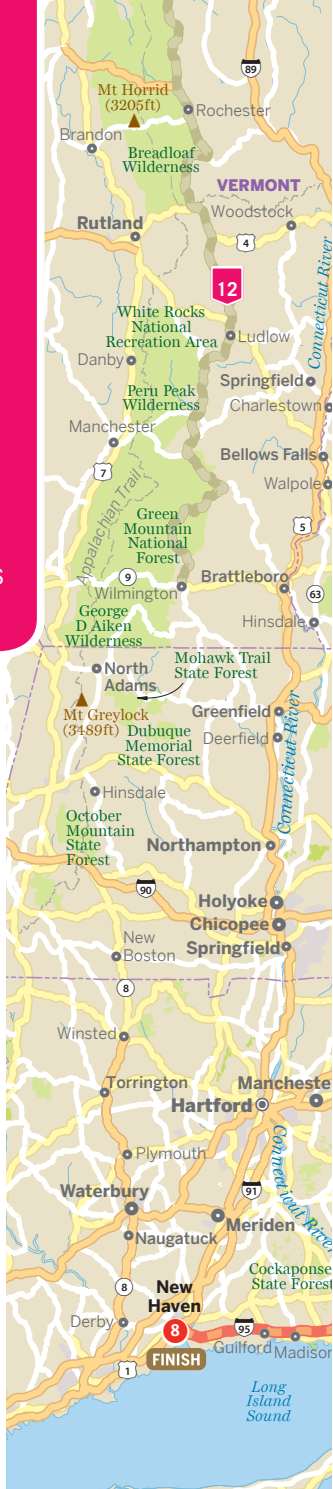 89
Mt Horrid
(3205ft)
Rochester
Brandon
Breadloaf
Wilderness
VERMONT
Woodstock
Rutland
4
Connecticut River
12
White Rocks
National
Recreation Area
Ludlow
Danby
Springfield
Peru Peak
Wilderness
Charlestown
Manchester
Bellows Falls
7
Walpole
Appalachian Trail
Green
Mountain
National
Forest
5
9
Brattleboro
S
Wilmington
63
George
D Aiken
Wilderness
Hinsdale
North
Adams
Mohawk Trail
State Forest
Mt Greylock
(3489ft)
Greenfield
Dubuque
Memorial
State Forest
Deerfield
Connecticut River
Hinsdale
October
Mountain
State
Forest
Northampton
90
Holyoke
Chicopee
New
Boston
Springfield
8
Winsted
Torrington
Manchester
Hartford
Plymouth
Connecticut River
Waterbury
91
Meriden
Naugatuck
Cockaponse
State Forest
8
New
Haven
Derby
8
95
Guilford
Madison
FINISH
1
Long
Island
Sound